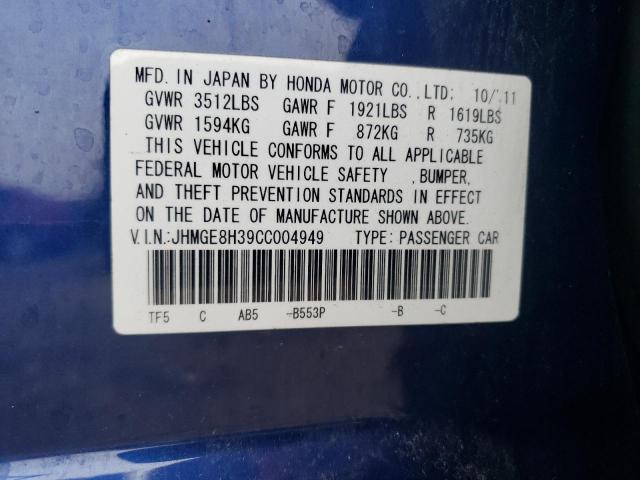 MFD. IN JAPAN BY HONDA MOTOR CO.,LTD; 10/'11
GVWR 3512LBS GAWR F 1921LBS R 1619LBS
GVWR 1594KG GAWR F 872KG R 735KG
THIS VEHICLE CONFORMS TO ALL APPLICABLE
FEDERAL MOTOR VEHICLE SAFETY ,BUMPER,
AND THEFT PREVENTION STANDARDS IN EFFECT
ON THE DATE OF MANUFACTURE SHOWN ABOVE.
V.I.N.:JHMGE8H39CC004949 TYPE: PASSENGER CAR
TF5 C AB5 -B553P -B -C